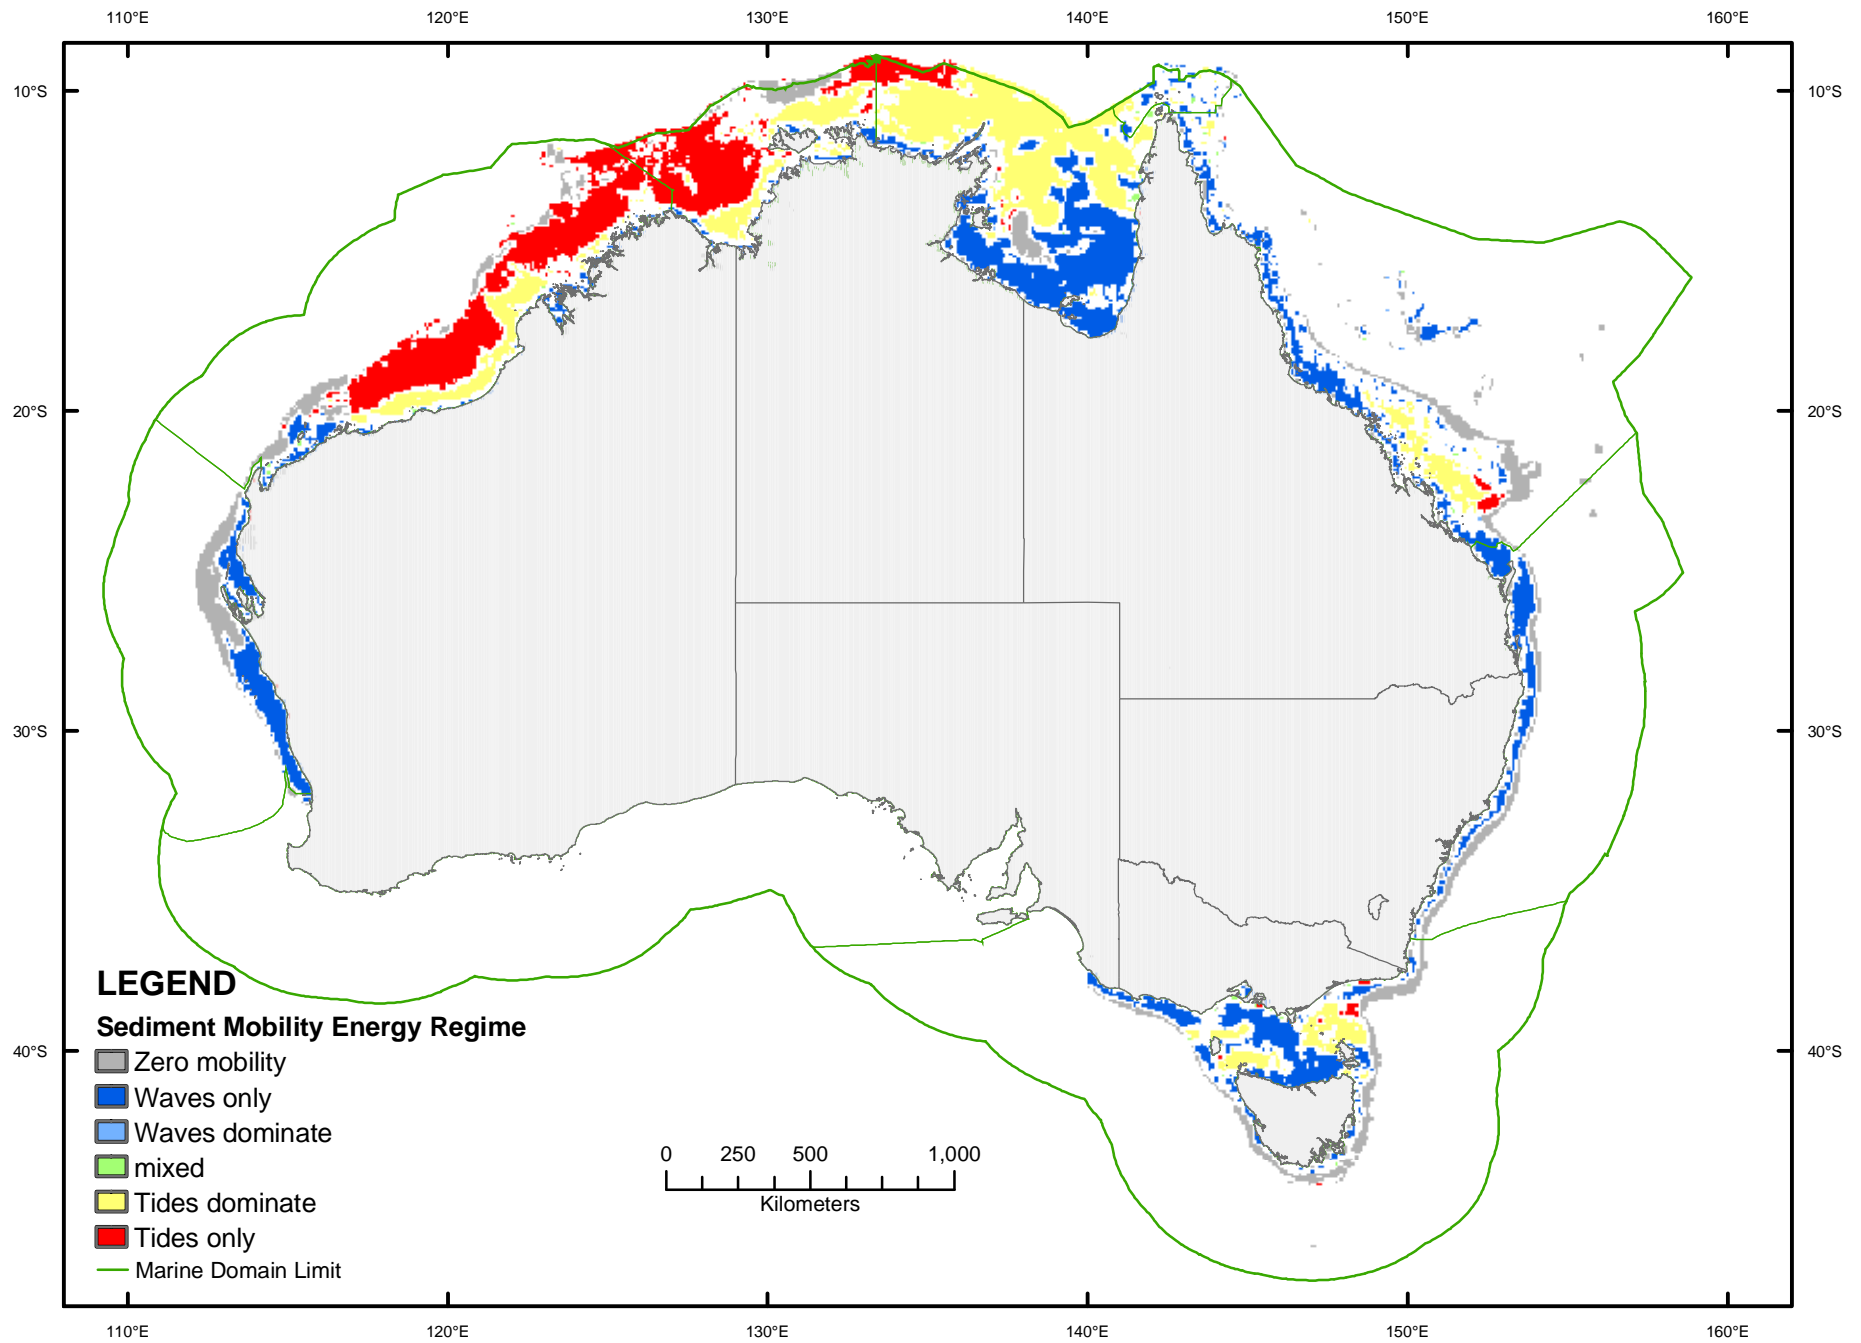 110°E 120°E 130°E 140°E 150°E 160°E
10°S 10°S
20°S 20°S
30°S 30°S
LEGEND
Sediment Mobility Energy Regime
40°S Zero mobility 40°S
Waves only
Waves dominate
mixed
Tides dominate
Tides only
Marine Domain Limit
0 250 500 1,000
Kilometers
110°E 120°E 130°E 140°E 150°E 160°E